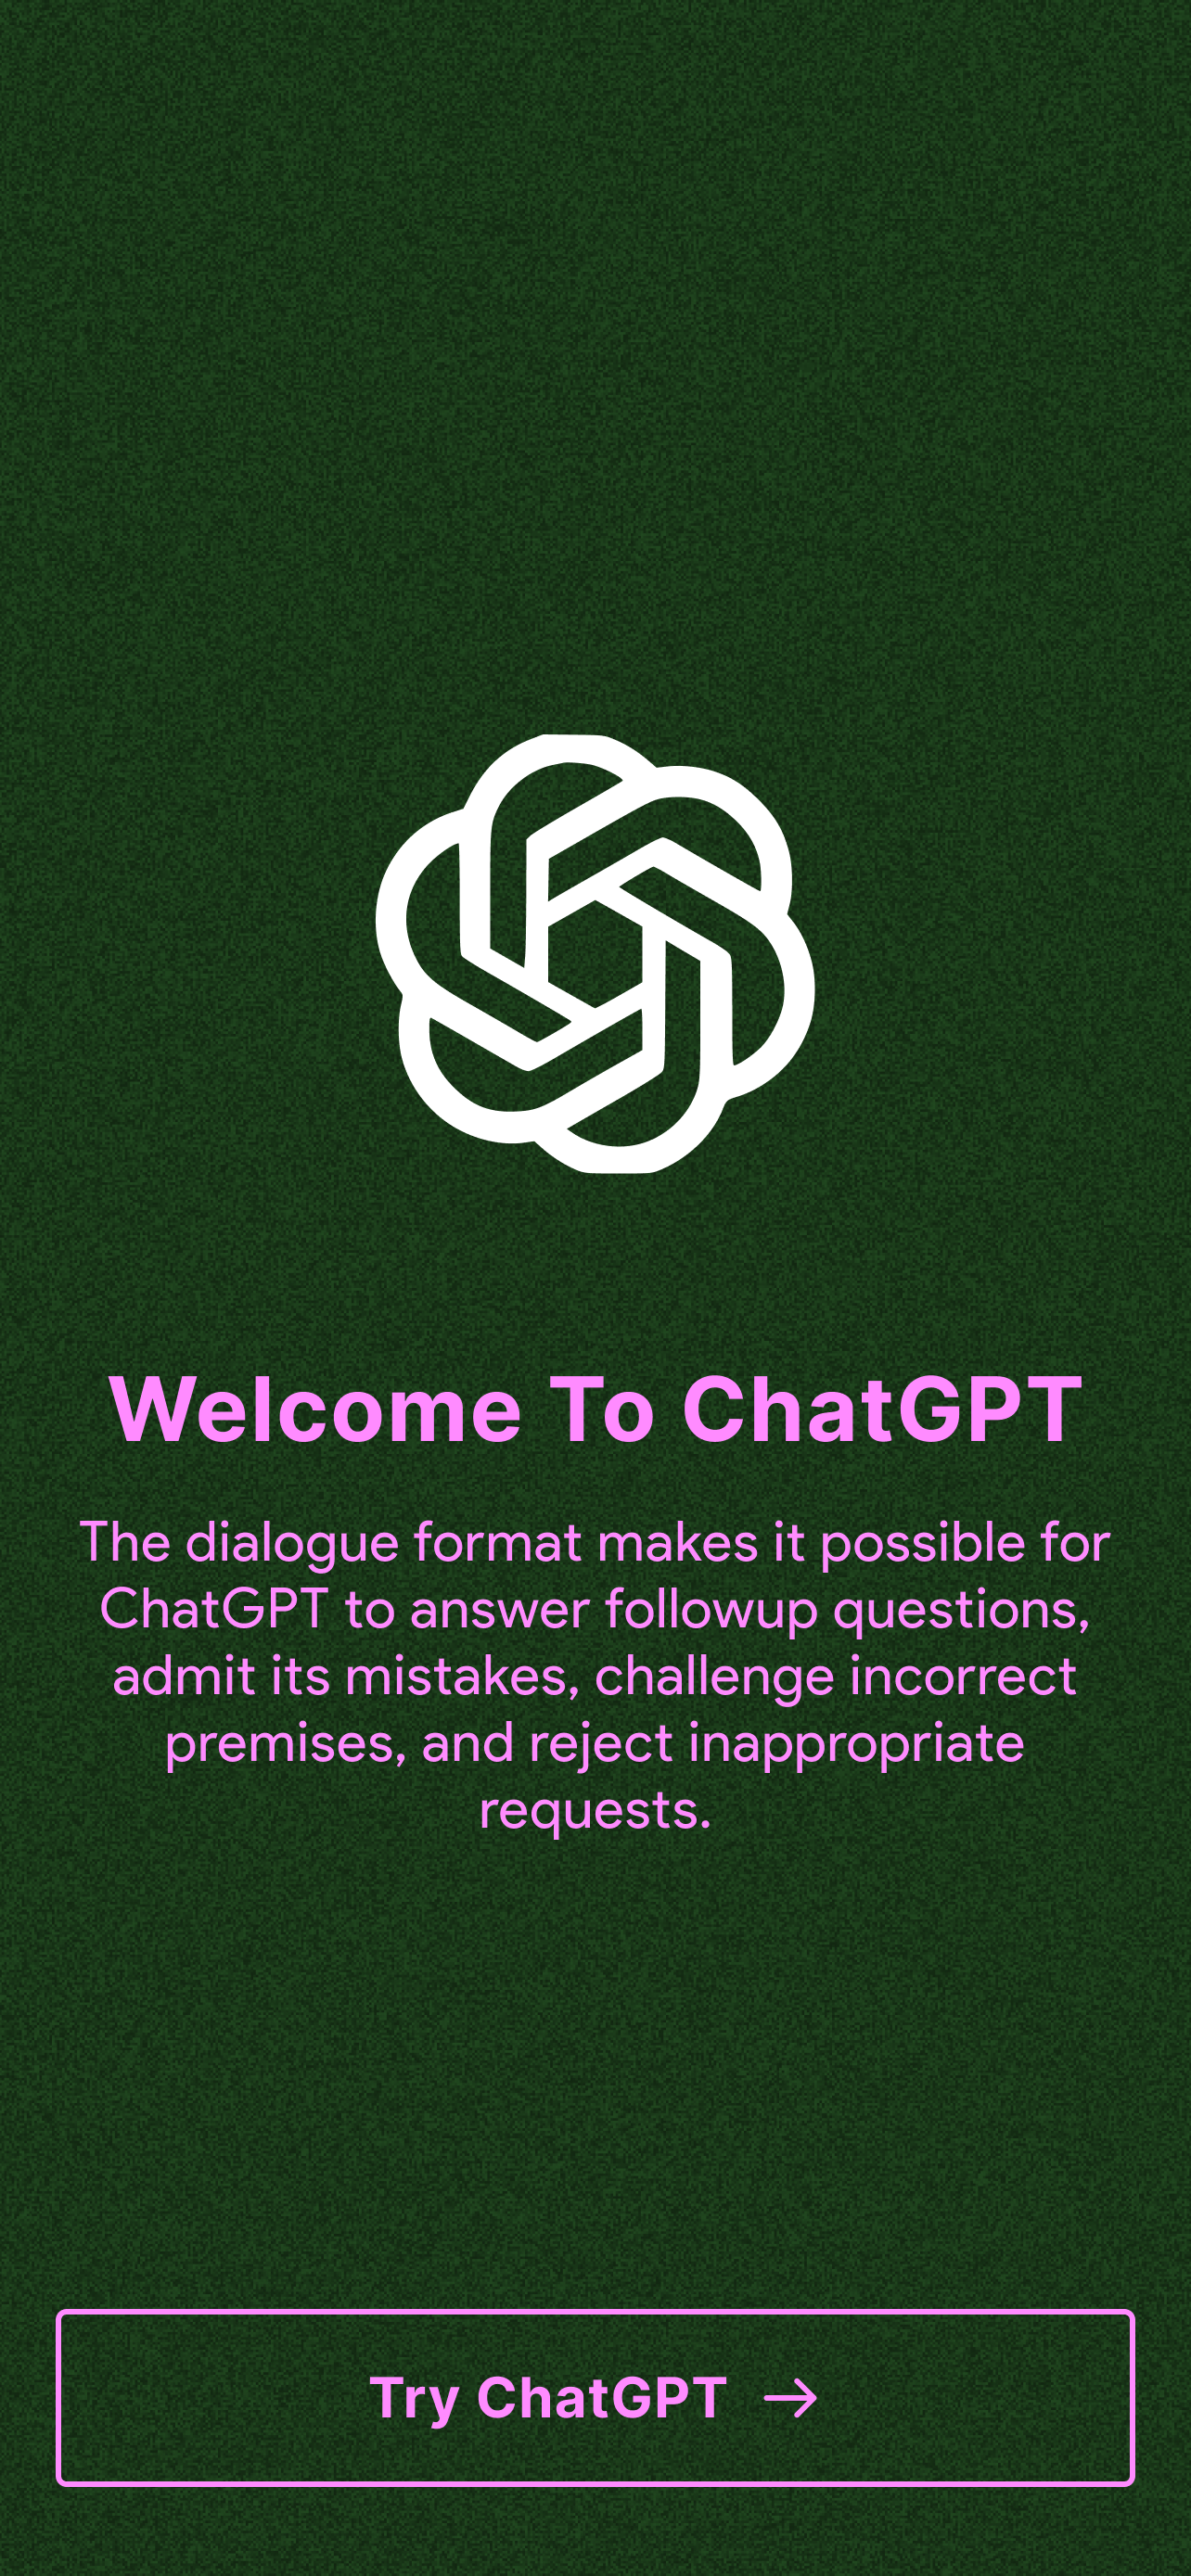 Welcome To ChatGPT
The dialogue format makes it possible for
ChatGPT to answer followup questions,
admit its mistakes, challenge incorrect
premises, and reject inappropriate
requests.
Try ChatGPT →